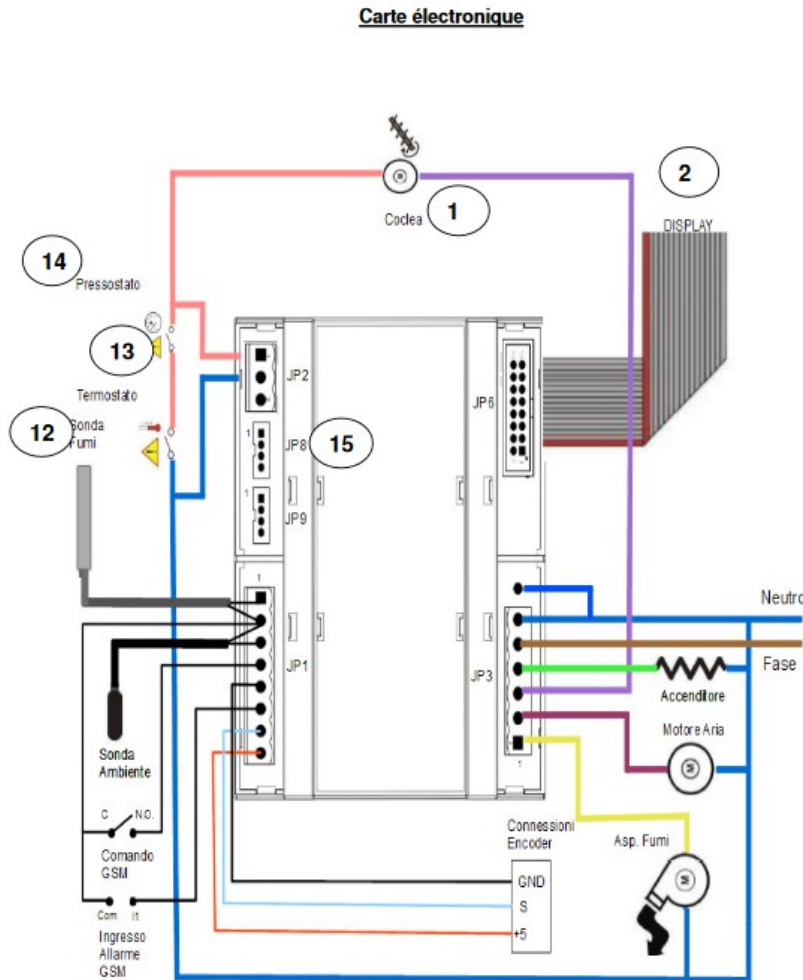 Carte électronique
1
Coclea
2
DISPLAY
14
Pressostato
13
Termostato
12
Sonda
Fumi
JP2
1
JP8
15
1
JP9
JP6
1
JP1
JP3
1
Neutro
Fase
Accenditore
Motore Aria
M
Sonda
Ambiente
C
N.O.
Comando
GSM
Com
I1
Ingresso
Allarme
GSM
Connessioni
Encoder
GND
S
+5
Asp. Fumi
M